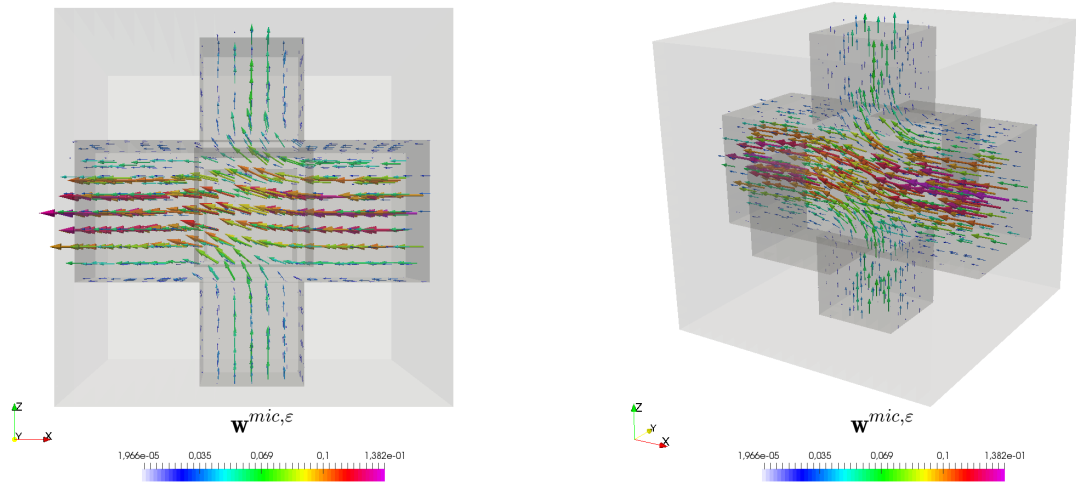 Z
Y X
w^{mic,ε}
1,966e-05 0,035 0,069 0,1 1,382e-01
Z
Y
X
w^{mic,ε}
1,966e-05 0,035 0,069 0,1 1,382e-01